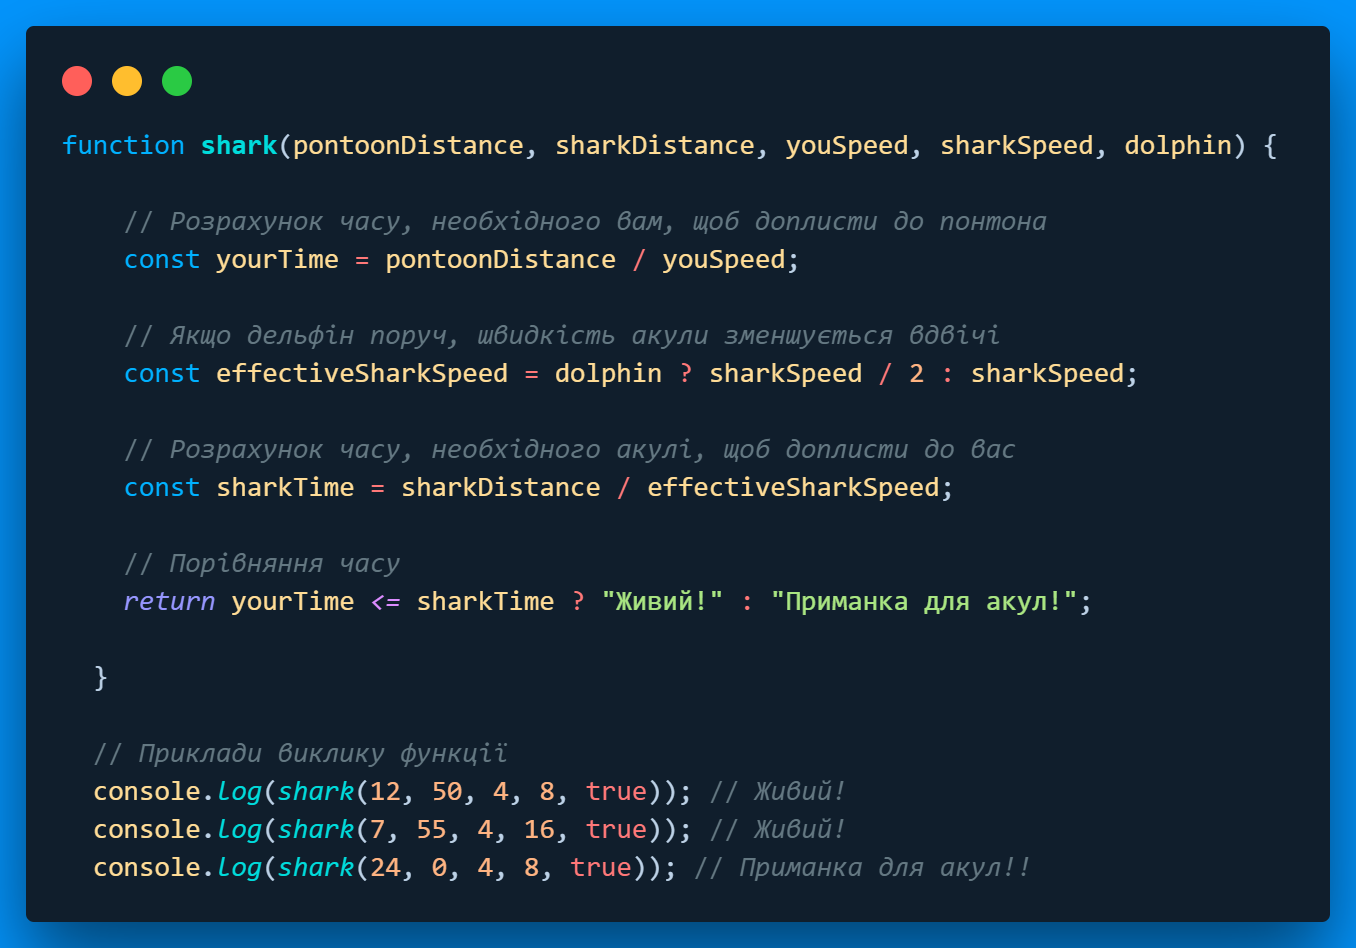 function shark(pontoonDistance, sharkDistance, youSpeed, sharkSpeed, dolphin) {
// Розрахунок часу, необхідного вам, щоб доплисти до понтона
const yourTime = pontoonDistance / youSpeed;
// Якщо дельфін поруч, швидкість акули зменшується вдвічі
const effectiveSharkSpeed = dolphin ? sharkSpeed / 2 : sharkSpeed;
// Розрахунок часу, необхідного акулі, щоб доплисти до вас
const sharkTime = sharkDistance / effectiveSharkSpeed;
// Порівняння часу
return yourTime <= sharkTime ? "Живий!" : "Приманка для акул!";
}
// Приклади виклику функції
console.log(shark(12, 50, 4, 8, true)); // Живий!
console.log(shark(7, 55, 4, 16, true)); // Живий!
console.log(shark(24, 0, 4, 8, true)); // Приманка для акул!!